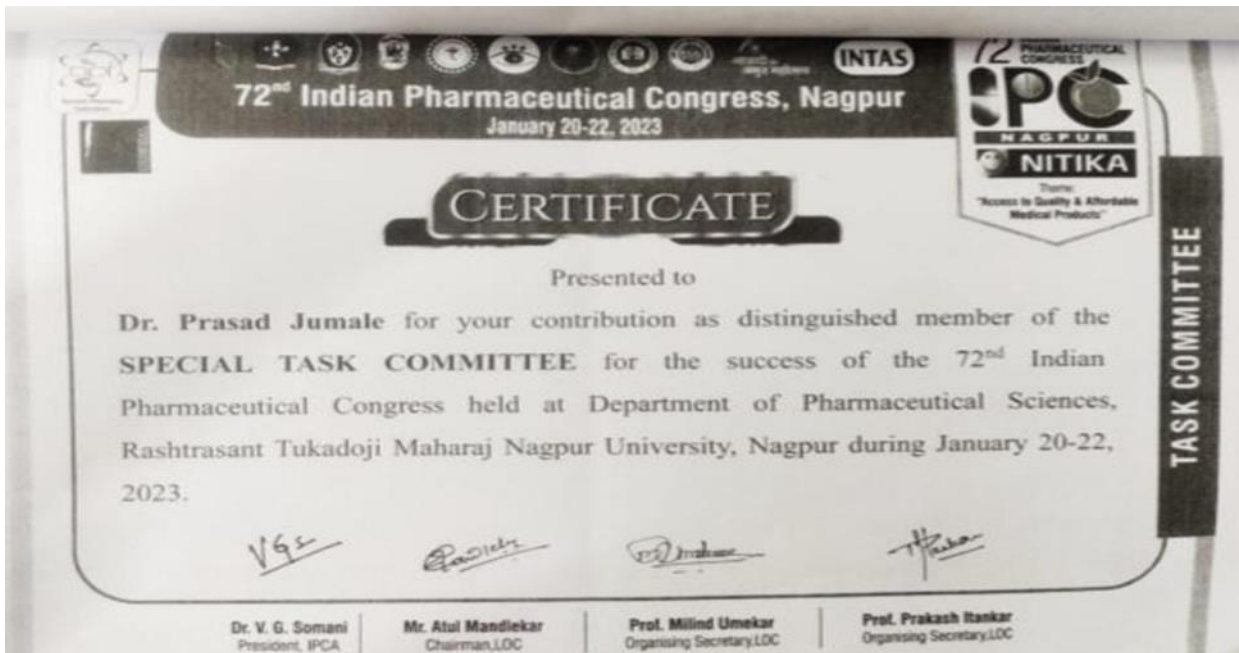 INTAS
72nd Indian Pharmaceutical Congress, Nagpur
January 20-22, 2023
72
PHARMACEUTICAL
CONGRESS
IPC
NAGPUR
NITIKA
Theme:
"Access to Quality & Affordable
Medical Products"
CERTIFICATE
Presented to
Dr. Prasad Jumale for your contribution as distinguished member of the
SPECIAL TASK COMMITTEE for the success of the 72nd Indian
Pharmaceutical Congress held at Department of Pharmaceutical Sciences,
Rashtrasant Tukadoji Maharaj Nagpur University, Nagpur during January 20-22,
2023.
TASK COMMITTEE
VGS
Dr. V. G. Somani
President, IPCA
Mr. Atul Mandlekar
Chairman,LOC
Prof. Milind Umekar
Organising Secretary,LOC
Prof. Prakash Itankar
Organising Secretary,LOC